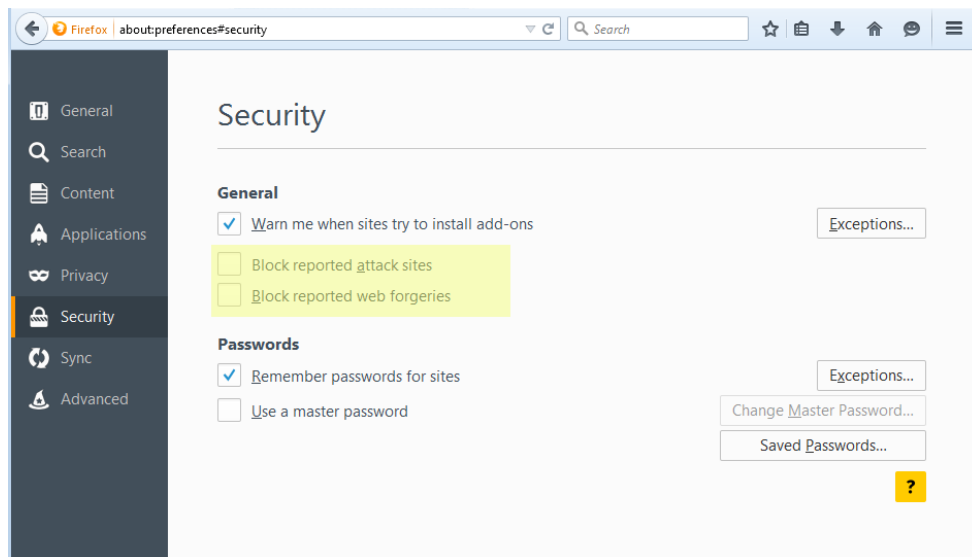 Firefox about:preferences#security Search
General
Search
Content
Applications
Privacy
Security
Sync
Advanced
Security
General
Warn me when sites try to install add-ons Exceptions...
Block reported attack sites
Block reported web forgeries
Passwords
Remember passwords for sites Exceptions...
Use a master password Change Master Password...
Saved Passwords...
?